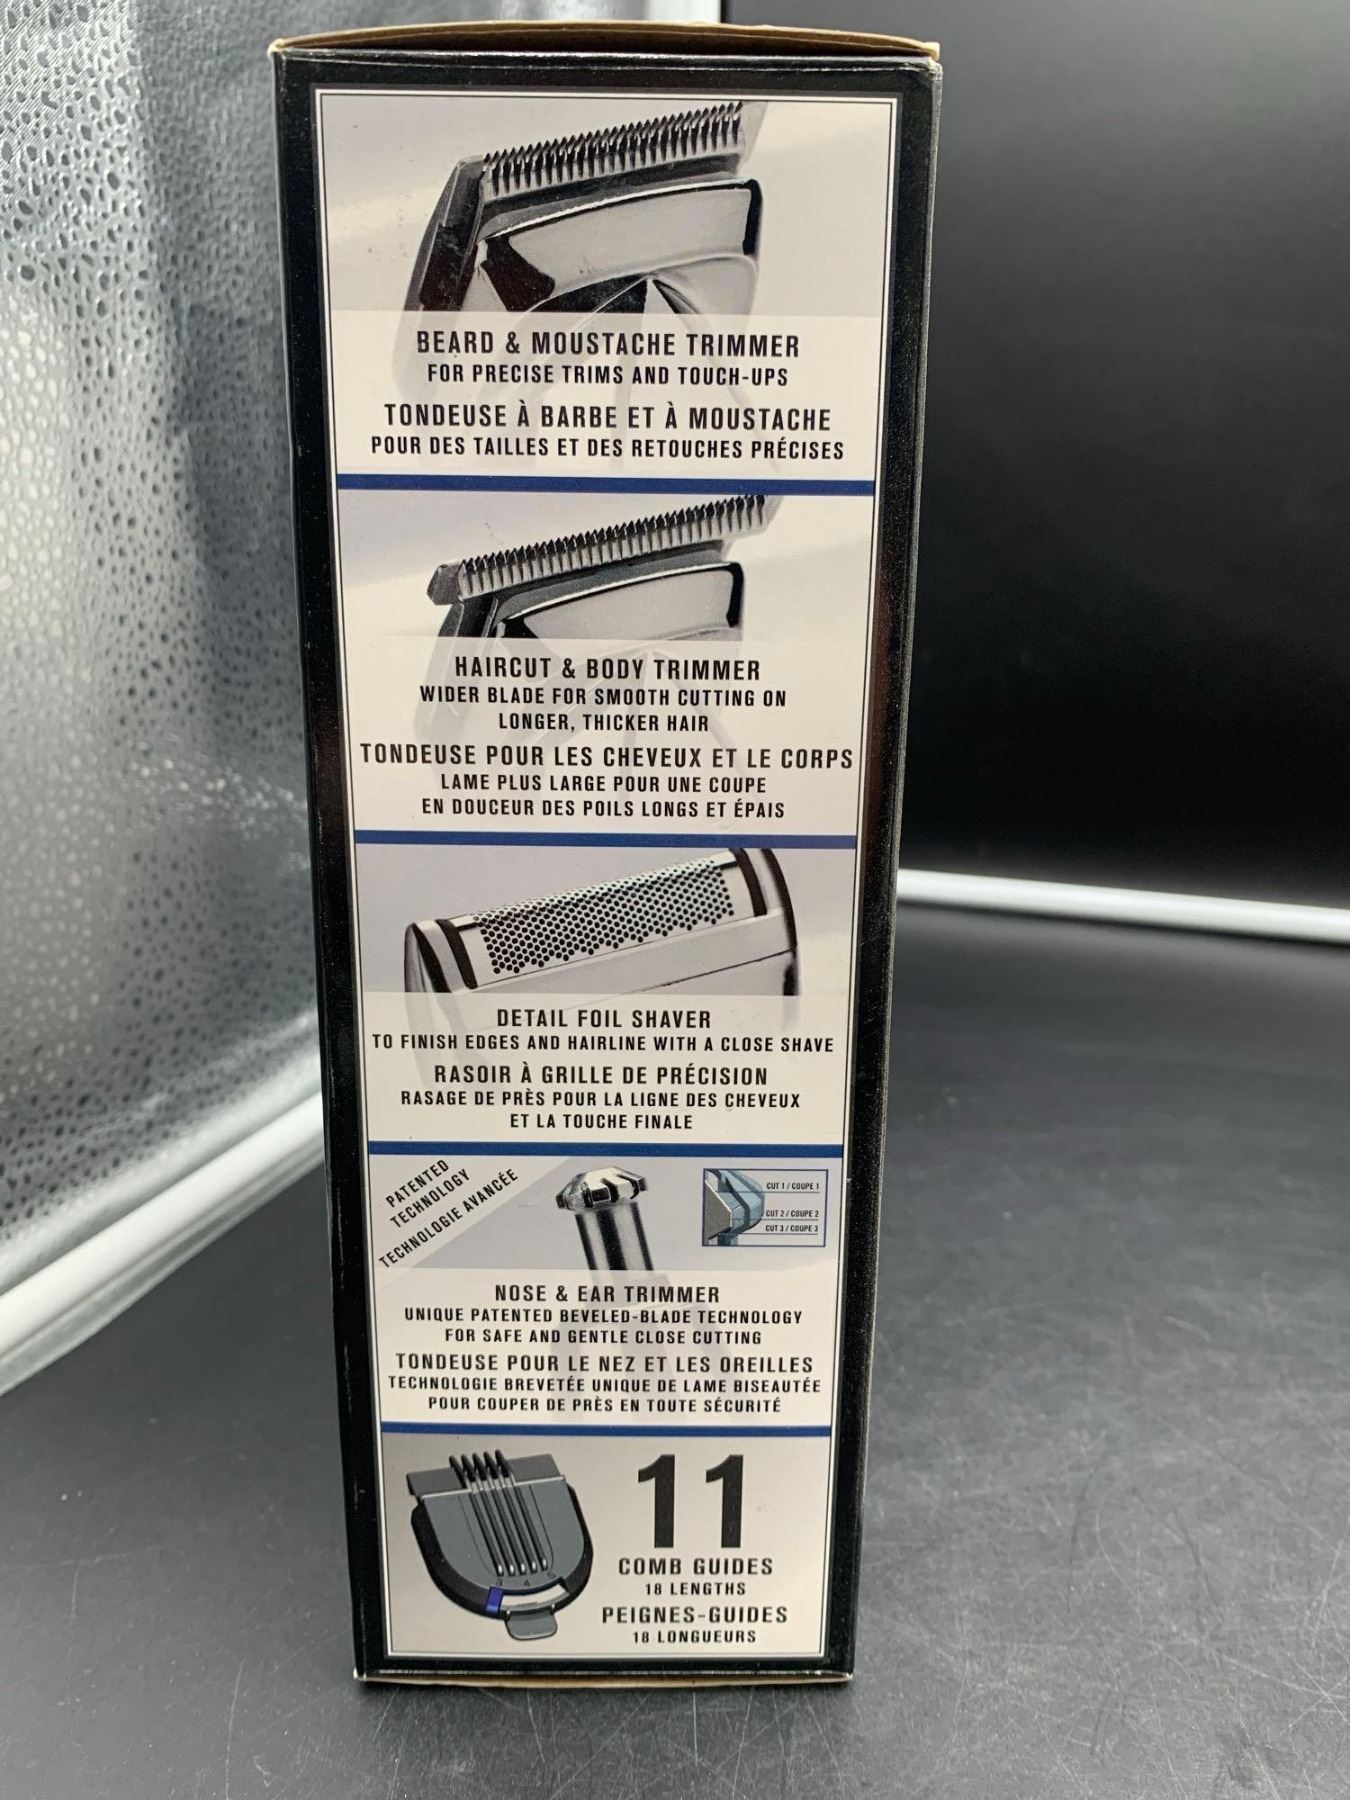 BEARD & MOUSTACHE TRIMMER
FOR PRECISE TRIMS AND TOUCH-UPS
TONDEUSE À BARBE ET À MOUSTACHE
POUR DES TAILLES ET DES RETOUCHES PRÉCISES
HAIRCUT & BODY TRIMMER
WIDER BLADE FOR SMOOTH CUTTING ON
LONGER, THICKER HAIR
TONDEUSE POUR LES CHEVEUX ET LE CORPS
LAME PLUS LARGE POUR UNE COUPE
EN DOUCEUR DES POILS LONGS ET ÉPAIS
DETAIL FOIL SHAVER
TO FINISH EDGES AND HAIRLINE WITH A CLOSE SHAVE
RASOIR À GRILLE DE PRÉCISION
RASAGE DE PRÈS POUR LA LIGNE DES CHEVEUX
ET LA TOUCHE FINALE
PATENTED
TECHNOLOGY
TECHNOLOGIE AVANCÉE
CUT 1 / COUPE 1
CUT 2 / COUPE 2
CUT 3 / COUPE 3
NOSE & EAR TRIMMER
UNIQUE PATENTED BEVELED-BLADE TECHNOLOGY
FOR SAFE AND GENTLE CLOSE CUTTING
TONDEUSE POUR LE NEZ ET LES OREILLES
TECHNOLOGIE BREVETÉE UNIQUE DE LAME BISEAUTÉE
POUR COUPER DE PRÈS EN TOUTE SÉCURITÉ
3 4 5
11
COMB GUIDES
18 LENGTHS
PEIGNES-GUIDES
18 LONGUEURS